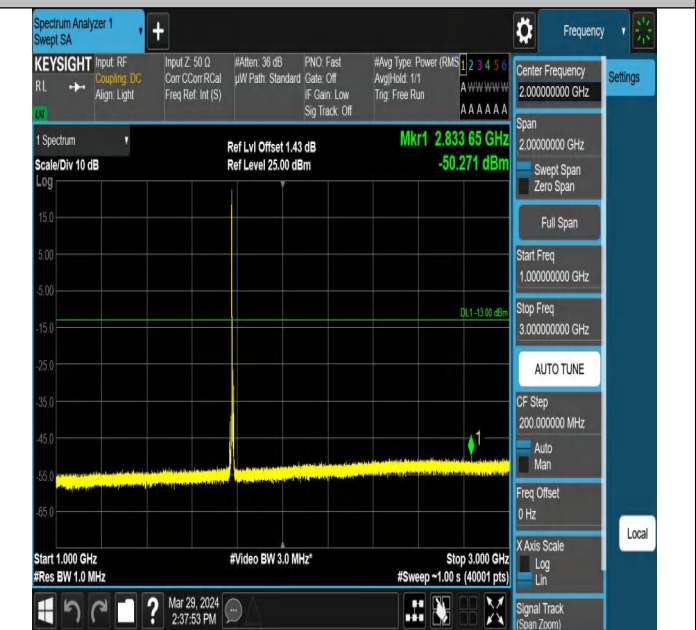 Spectrum Analyzer 1
Swept SA
+
Frequency
KEYSIGHT
RL
LXI
Input: RF
Coupling: DC
Align: Light
Input Z: 50 Ω
Corr CCorr RCal
Freq Ref: Int (S)
#Atten: 36 dB
µW Path: Standard
PNO: Fast
Gate: Off
IF Gain: Low
Sig Track: Off
#Avg Type: Power (RMS
Avg|Hold: 1/1
Trig: Free Run
1 2 3 4 5 6
A W W W W W
A A A A A A
1 Spectrum
Scale/Div 10 dB
Log
Ref Lvl Offset 1.43 dB
Ref Level 25.00 dBm
Mkr1 2.833 65 GHz
-50.271 dBm
15.0
5.00
-5.00
-15.0
-25.0
-35.0
-45.0
-55.0
-65.0
DL1 -13.00 dBm
1
Start 1.000 GHz
#Res BW 1.0 MHz
#Video BW 3.0 MHz*
Stop 3.000 GHz
#Sweep ~1.00 s (40001 pts)
Center Frequency
2.00000000 GHz
Settings
Span
2.00000000 GHz
Swept Span
Zero Span
Full Span
Start Freq
1.000000000 GHz
Stop Freq
3.000000000 GHz
AUTO TUNE
CF Step
200.000000 MHz
Auto
Man
Freq Offset
0 Hz
X Axis Scale
Log
Lin
Local
Signal Track
(Span Zoom)
?
Mar 29, 2024
2:37:53 PM